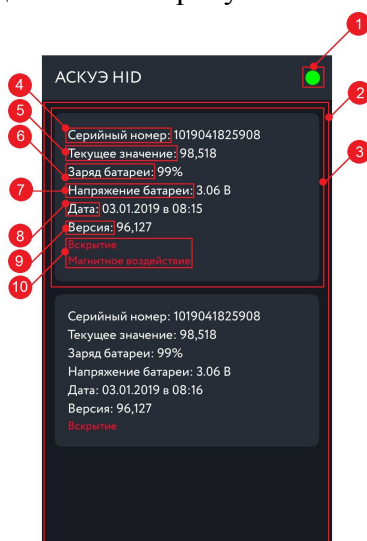 1
АСКУЭ HID
2
3
4
5
6
7
8
9
10
Серийный номер: 1019041825908
Текущее значение: 98,518
Заряд батареи: 99%
Напряжение батареи: 3.06 В
Дата: 03.01.2019 в 08:15
Версия: 96,127
Вскрытие
Магнитное воздействие
Серийный номер: 1019041825908
Текущее значение: 98,518
Заряд батареи: 99%
Напряжение батареи: 3.06 В
Дата: 03.01.2019 в 08:16
Версия: 96,127
Вскрытие